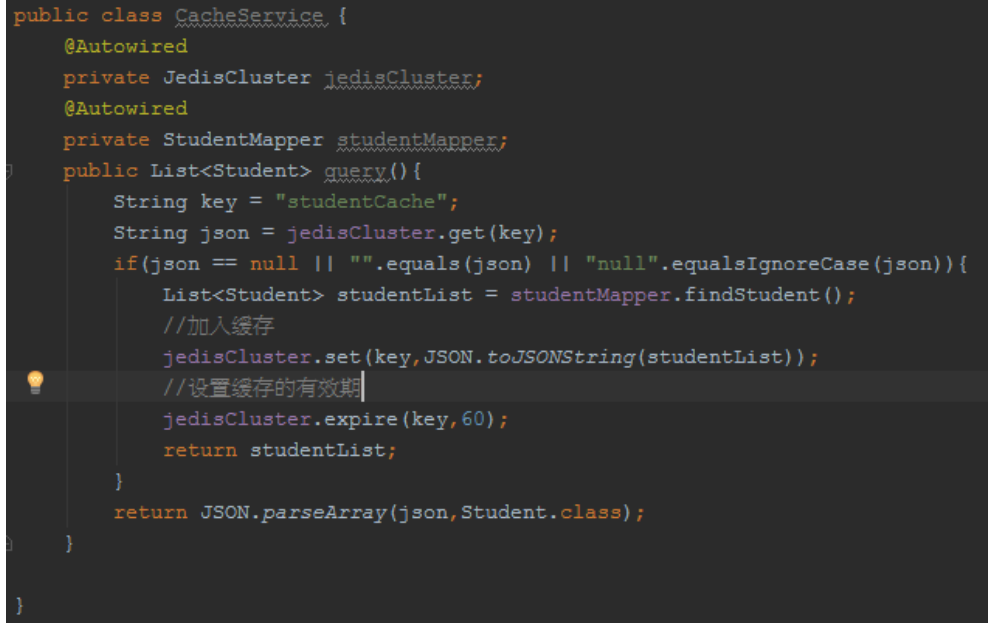 public class CacheService {
@Autowired
private JedisCluster jedisCluster;
@Autowired
private StudentMapper studentMapper;
public List<Student> query(){
String key = "studentCache";
String json = jedisCluster.get(key);
if(json == null || "".equals(json) || "null".equalsIgnoreCase(json)){
List<Student> studentList = studentMapper.findStudent();
//加入缓存
jedisCluster.set(key,JSON.toJSONString(studentList));
//设置缓存的有效期
jedisCluster.expire(key,60);
return studentList;
}
return JSON.parseArray(json,Student.class);
}
}